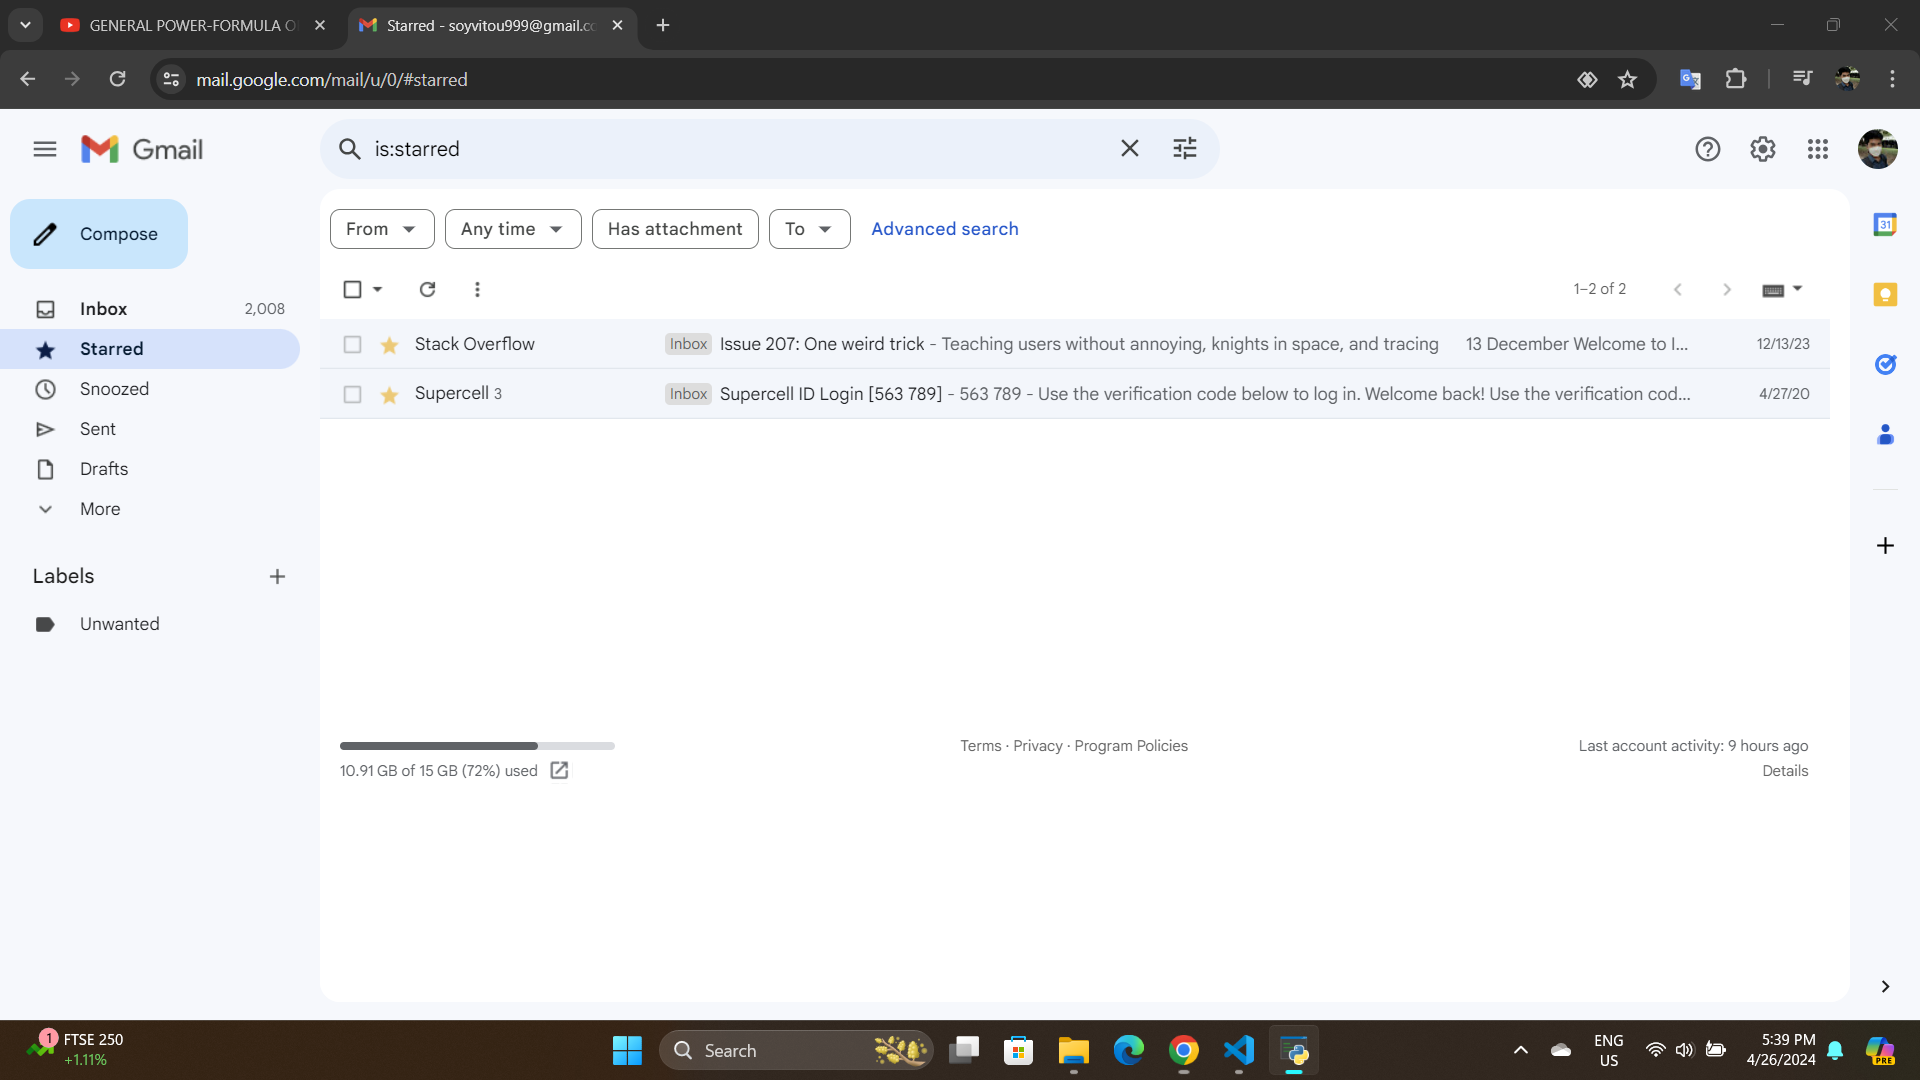 GENERAL POWER-FORMULA O
Starred - soyvitou999@gmail.co
mail.google.com/mail/u/0/#starred
Gmail
is:starred
Compose
From
Any time
Has attachment
To
Advanced search
1–2 of 2
Inbox 2,008
Starred
Snoozed
Sent
Drafts
More
Labels
Unwanted
Stack Overflow Inbox Issue 207: One weird trick - Teaching users without annoying, knights in space, and tracing 13 December Welcome to I... 12/13/23
Supercell 3 Inbox Supercell ID Login [563 789] - 563 789 - Use the verification code below to log in. Welcome back! Use the verification cod... 4/27/20
31
10.91 GB of 15 GB (72%) used
Terms · Privacy · Program Policies
Last account activity: 9 hours ago
Details
1
FTSE 250
+1.11%
Search
ENG
US
5:39 PM
4/26/2024
PRE